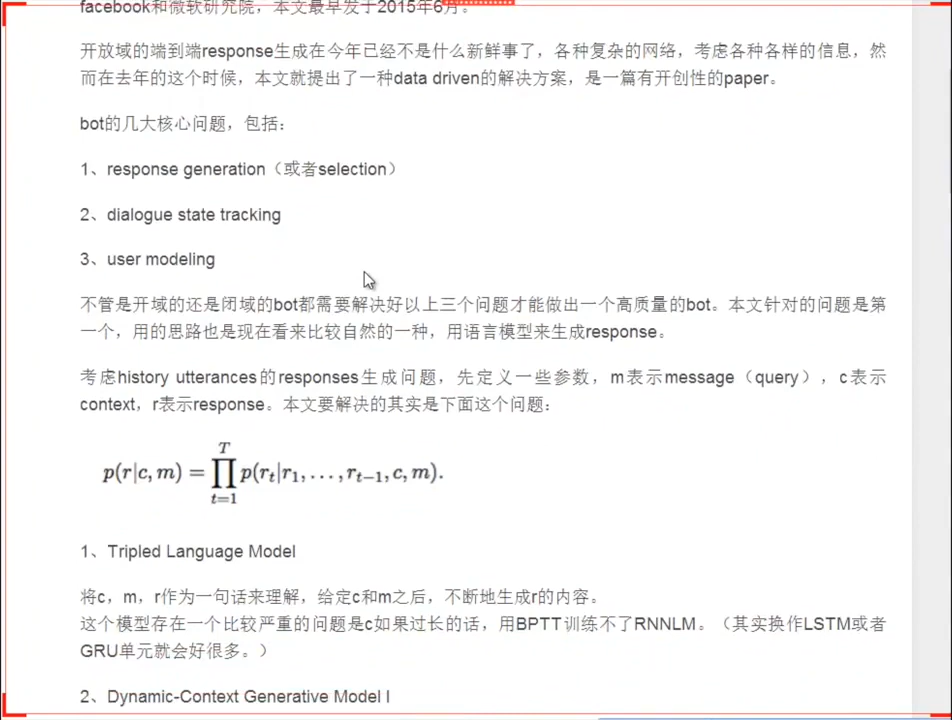 facebook和微软研究院，本文最早发于2015年6月。
开放域的端到端response生成在今年已经不是什么新鲜事了，各种复杂的网络，考虑各种各样的信息，然
而在去年的这个时候，本文就提出了一种data driven的解决方案，是一篇有开创性的paper。
bot的几大核心问题，包括：
1、response generation（或者selection）
2、dialogue state tracking
3、user modeling
不管是开域的还是闭域的bot都需要解决好以上三个问题才能做出一个高质量的bot。本文针对的问题是第
一个，用的思路也是现在看来比较自然的一种，用语言模型来生成response。
考虑history utterances的responses生成问题，先定义一些参数，m表示message（query），c表示
context，r表示response。本文要解决的其实是下面这个问题：
p(r|c, m) = ∏_{t=1}^{T} p(r_t|r_1, . . . , r_{t−1}, c, m).
1、Tripled Language Model
将c，m，r作为一句话来理解，给定c和m之后，不断地生成r的内容。
这个模型存在一个比较严重的问题是c如果过长的话，用BPTT训练不了RNNLM。（其实换作LSTM或者
GRU单元就会好很多。）
2、Dynamic-Context Generative Model I